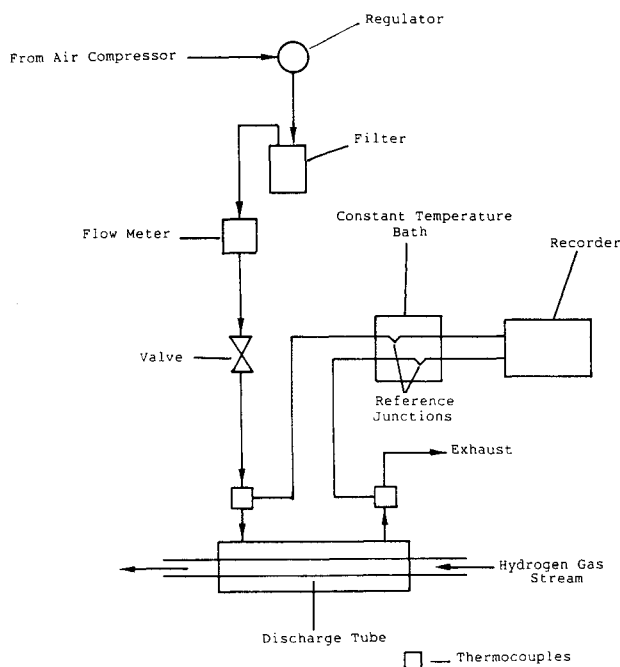 Regulator
From Air Compressor
Filter
Constant Temperature
Bath
Flow Meter
Recorder
Valve
Reference
Junctions
Exhaust
Hydrogen Gas
Stream
Discharge Tube
Thermocouples